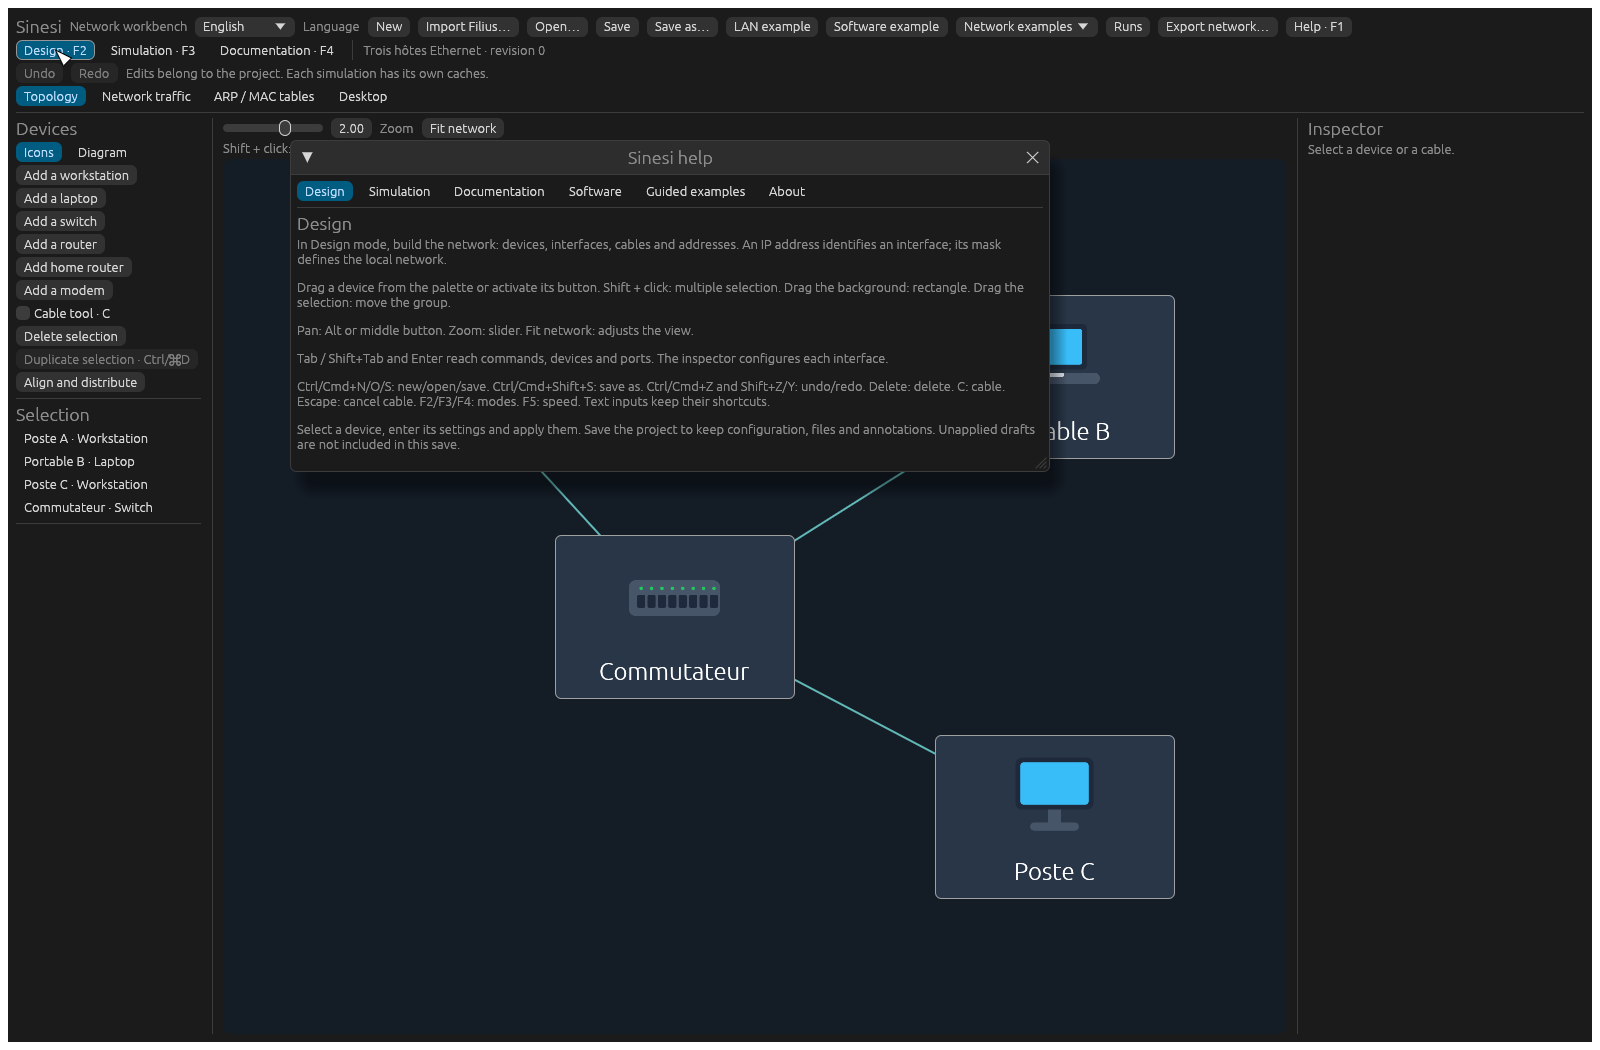 Sinesi Network workbench English Language New Import Filius... Open... Save Save as... LAN example Software example Network examples Runs Export network... Help · F1
Design · F2 Simulation · F3 Documentation · F4 Trois hôtes Ethernet · revision 0
Undo Redo Edits belong to the project. Each simulation has its own caches.
Topology Network traffic ARP / MAC tables Desktop
Devices
Icons Diagram
Add a workstation
Add a laptop
Add a switch
Add a router
Add home router
Add a modem
Cable tool · C
Delete selection
Duplicate selection · Ctrl/⌘D
Align and distribute
Selection
Poste A · Workstation
Portable B · Laptop
Poste C · Workstation
Commutateur · Switch
2.00 Zoom Fit network
Shift + click:
Sinesi help
Design Simulation Documentation Software Guided examples About
Design
In Design mode, build the network: devices, interfaces, cables and addresses. An IP address identifies an interface; its mask
defines the local network.
Drag a device from the palette or activate its button. Shift + click: multiple selection. Drag the background: rectangle. Drag the
selection: move the group.
Pan: Alt or middle button. Zoom: slider. Fit network: adjusts the view.
Tab / Shift+Tab and Enter reach commands, devices and ports. The inspector configures each interface.
Ctrl/Cmd+N/O/S: new/open/save. Ctrl/Cmd+Shift+S: save as. Ctrl/Cmd+Z and Shift+Z/Y: undo/redo. Delete: delete. C: cable.
Escape: cancel cable. F2/F3/F4: modes. F5: speed. Text inputs keep their shortcuts.
Select a device, enter its settings and apply them. Save the project to keep configuration, files and annotations. Unapplied drafts
are not included in this save.
able B
Commutateur
Poste C
Inspector
Select a device or a cable.